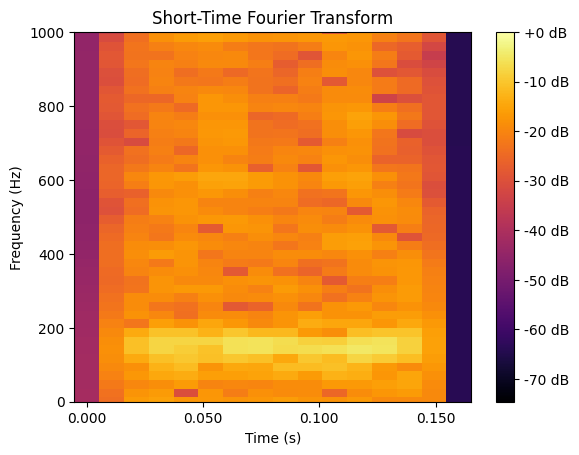 Short-Time Fourier Transform
1000
800
600
400
200
0
Frequency (Hz)
0.000
0.050
0.100
0.150
Time (s)
+0 dB
-10 dB
-20 dB
-30 dB
-40 dB
-50 dB
-60 dB
-70 dB